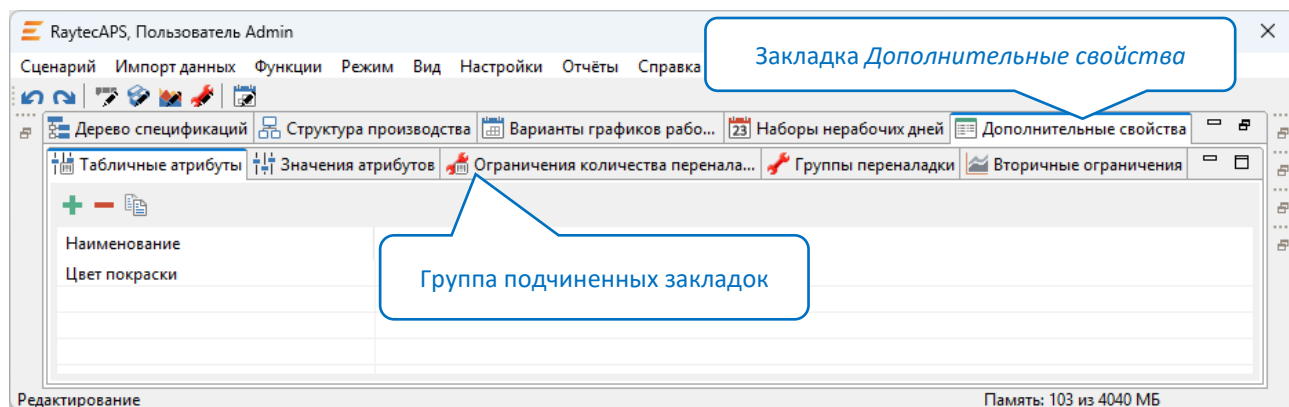 RaytecAPS, Пользователь Admin
Закладка Дополнительные свойства
Сценарий Импорт данных Функции Режим Вид Настройки Отчёты Справка
Дерево спецификаций Структура производства Варианты графиков рабо... 23 Наборы нерабочих дней Дополнительные свойства
Табличные атрибуты Значения атрибутов Ограничения количества перенала... Группы переналадки Вторичные ограничения
Наименование
Цвет покраски
Группа подчиненных закладок
Редактирование Память: 103 из 4040 МБ